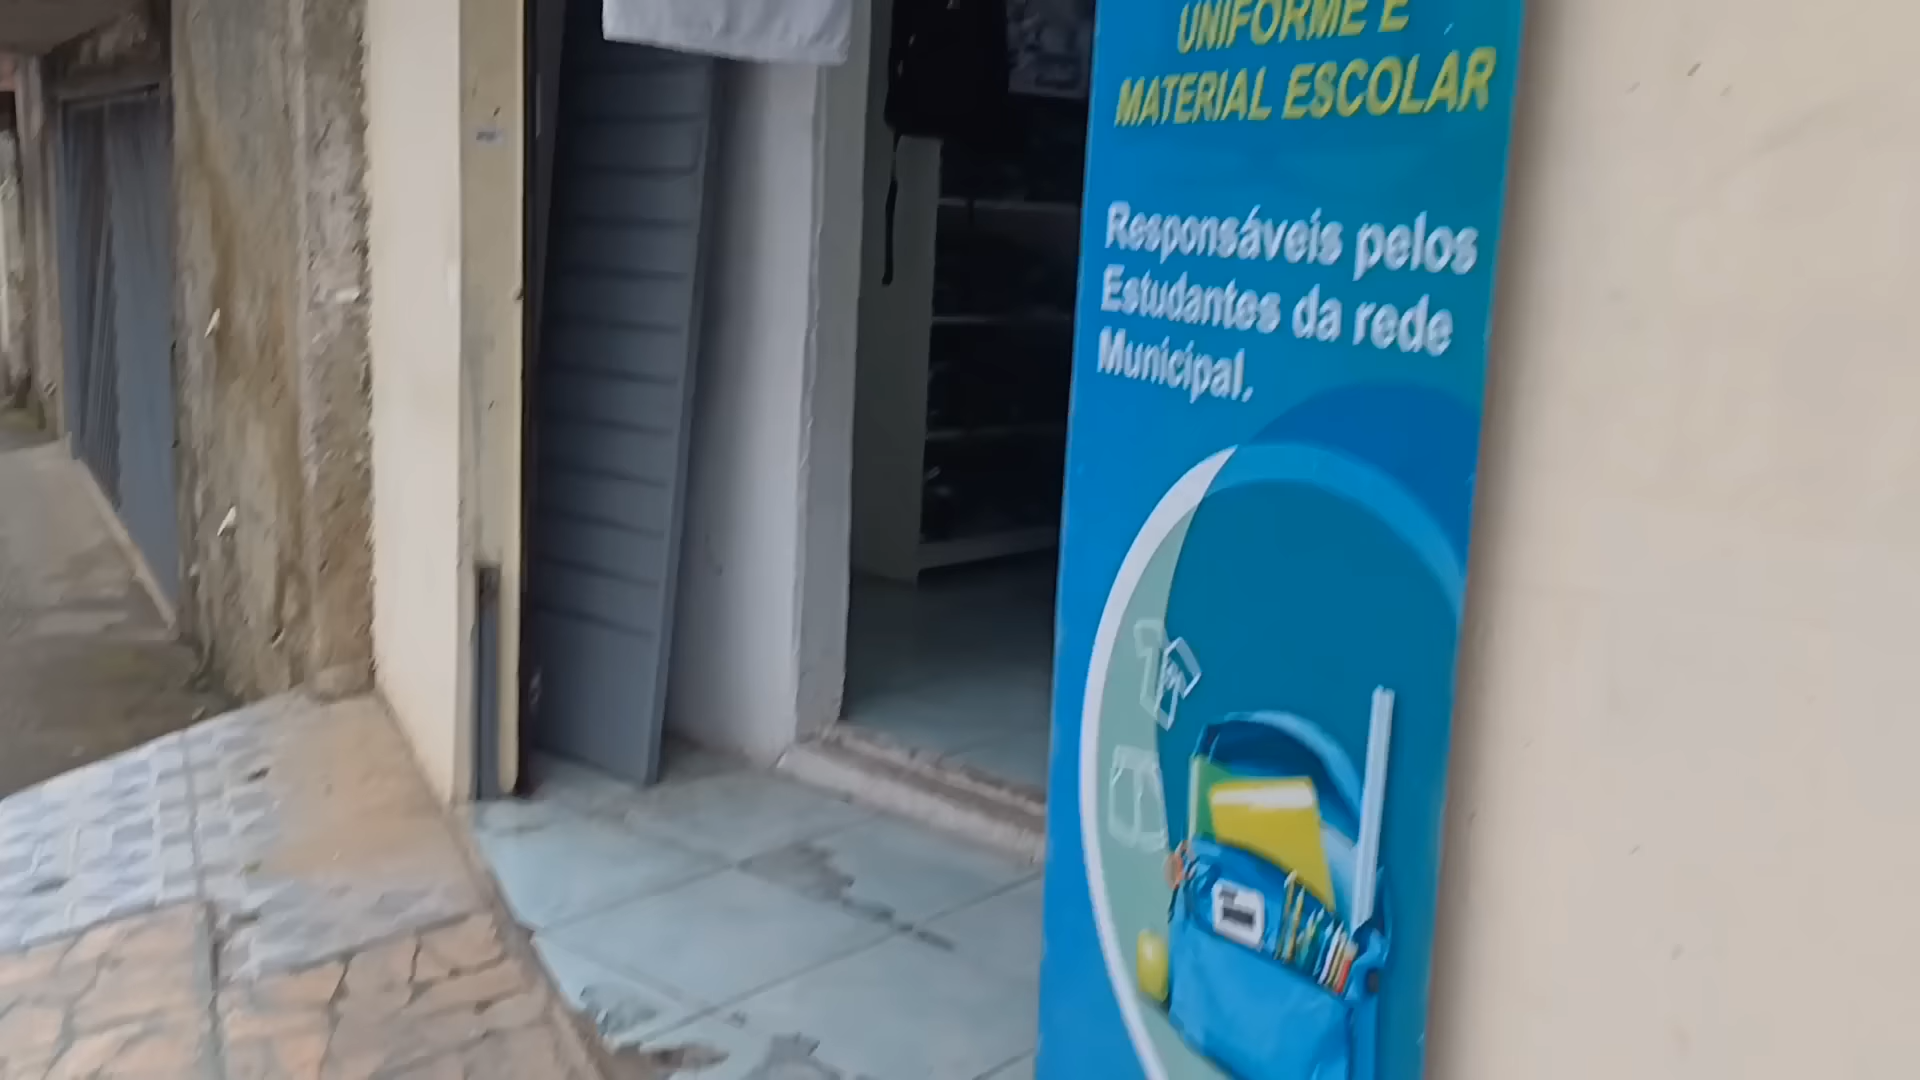 UNIFORME E
MATERIAL ESCOLAR
Responsáveis pelos
Estudantes da rede
Municipal.